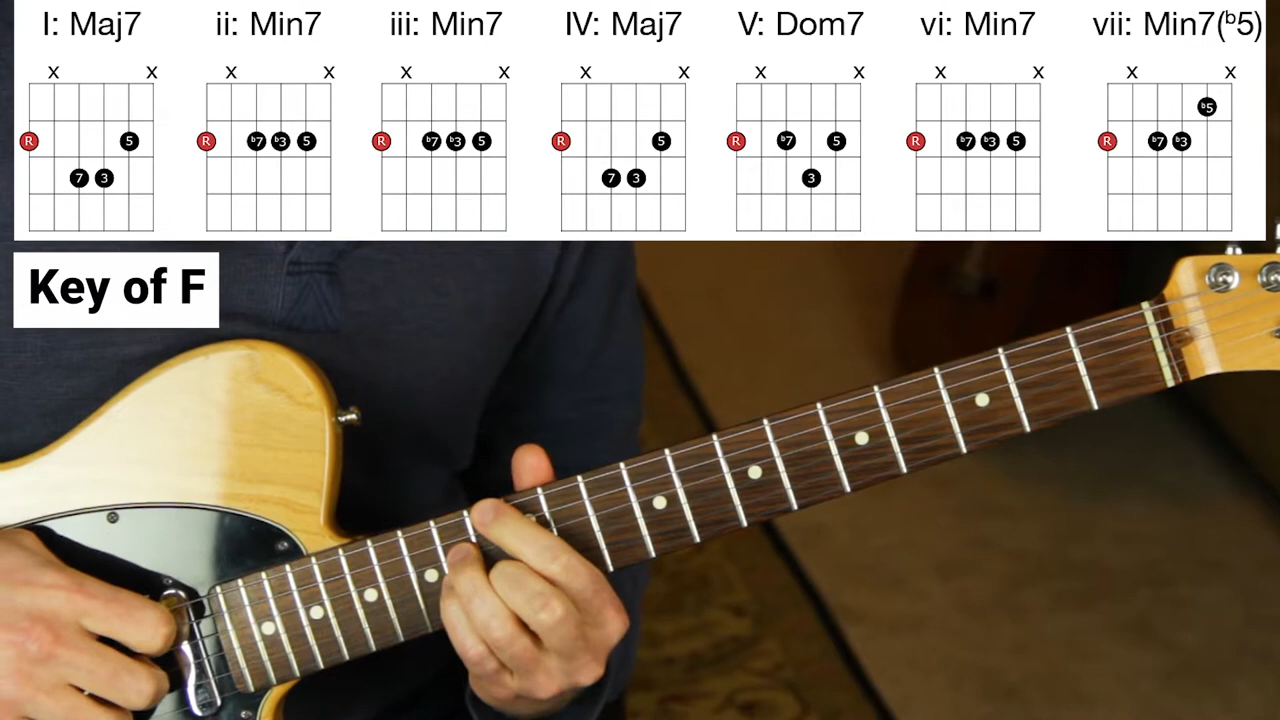 I: Maj7
ii: Min7
iii: Min7
IV: Maj7
V: Dom7
vi: Min7
vii: Min7(♭5)
x x
x x
x x
x x
x x
x x
x x
♭5
R 5
R ♭7 ♭3 5
R ♭7 ♭3 5
R 5
R ♭7 5
R ♭7 ♭3 5
R ♭7 ♭3
7 3
7 3
3
Key of F